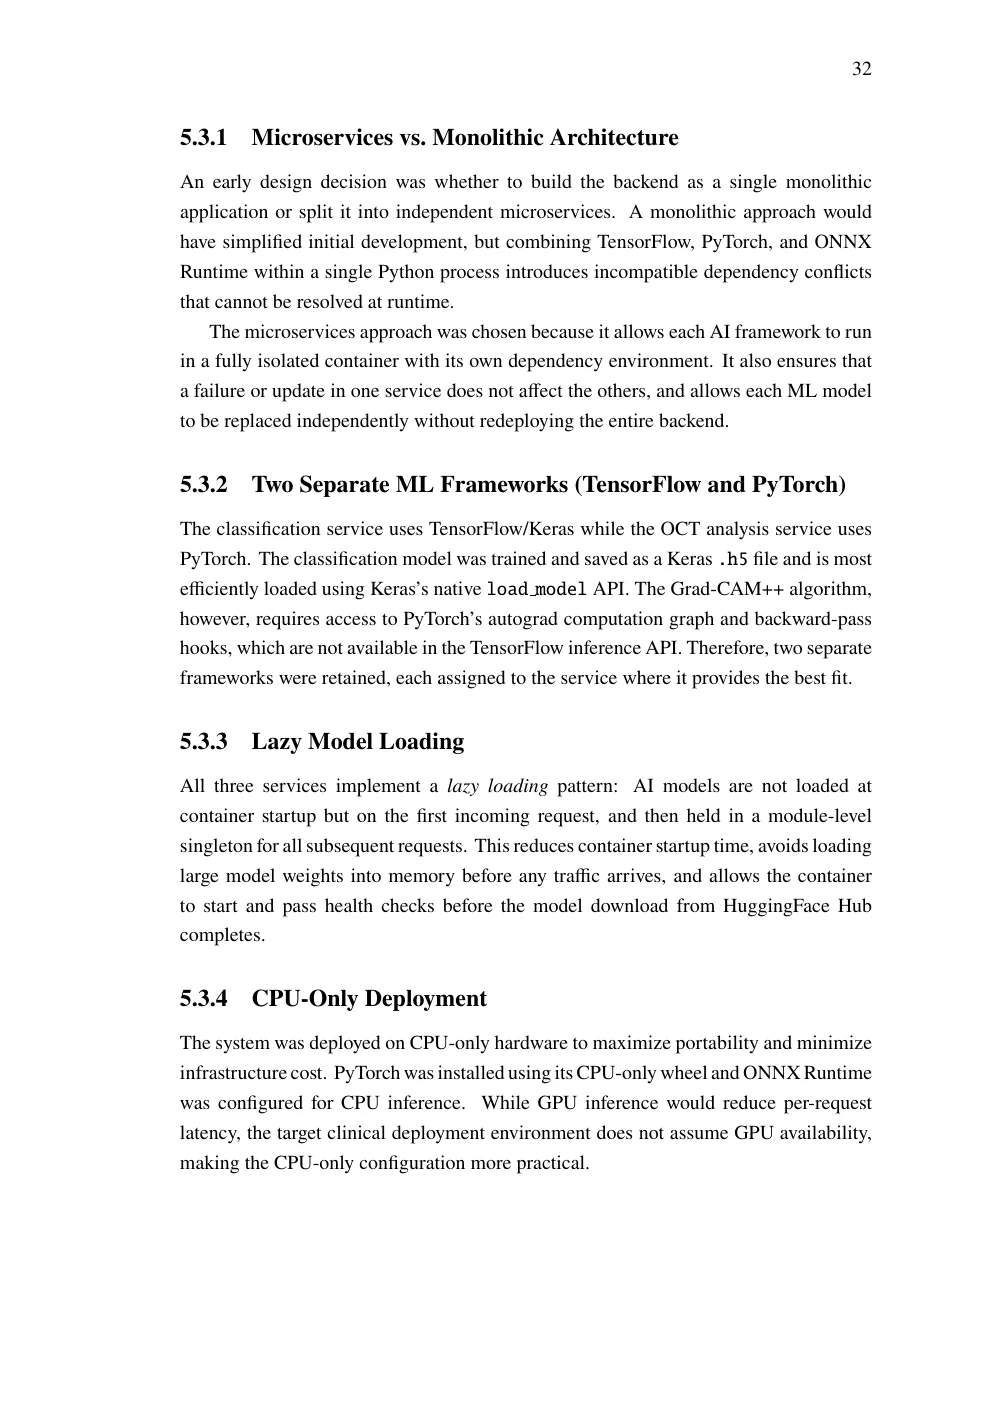 32
5.3.1 Microservices vs. Monolithic Architecture
An early design decision was whether to build the backend as a single monolithic
application or split it into independent microservices. A monolithic approach would
have simplified initial development, but combining TensorFlow, PyTorch, and ONNX
Runtime within a single Python process introduces incompatible dependency conflicts
that cannot be resolved at runtime.
The microservices approach was chosen because it allows each AI framework to run
in a fully isolated container with its own dependency environment. It also ensures that
a failure or update in one service does not affect the others, and allows each ML model
to be replaced independently without redeploying the entire backend.
5.3.2 Two Separate ML Frameworks (TensorFlow and PyTorch)
The classification service uses TensorFlow/Keras while the OCT analysis service uses
PyTorch. The classification model was trained and saved as a Keras .h5 file and is most
efficiently loaded using Keras's native load_model API. The Grad-CAM++ algorithm,
however, requires access to PyTorch's autograd computation graph and backward-pass
hooks, which are not available in the TensorFlow inference API. Therefore, two separate
frameworks were retained, each assigned to the service where it provides the best fit.
5.3.3 Lazy Model Loading
All three services implement a lazy loading pattern: AI models are not loaded at
container startup but on the first incoming request, and then held in a module-level
singleton for all subsequent requests. This reduces container startup time, avoids loading
large model weights into memory before any traffic arrives, and allows the container
to start and pass health checks before the model download from HuggingFace Hub
completes.
5.3.4 CPU-Only Deployment
The system was deployed on CPU-only hardware to maximize portability and minimize
infrastructure cost. PyTorch was installed using its CPU-only wheel and ONNX Runtime
was configured for CPU inference. While GPU inference would reduce per-request
latency, the target clinical deployment environment does not assume GPU availability,
making the CPU-only configuration more practical.